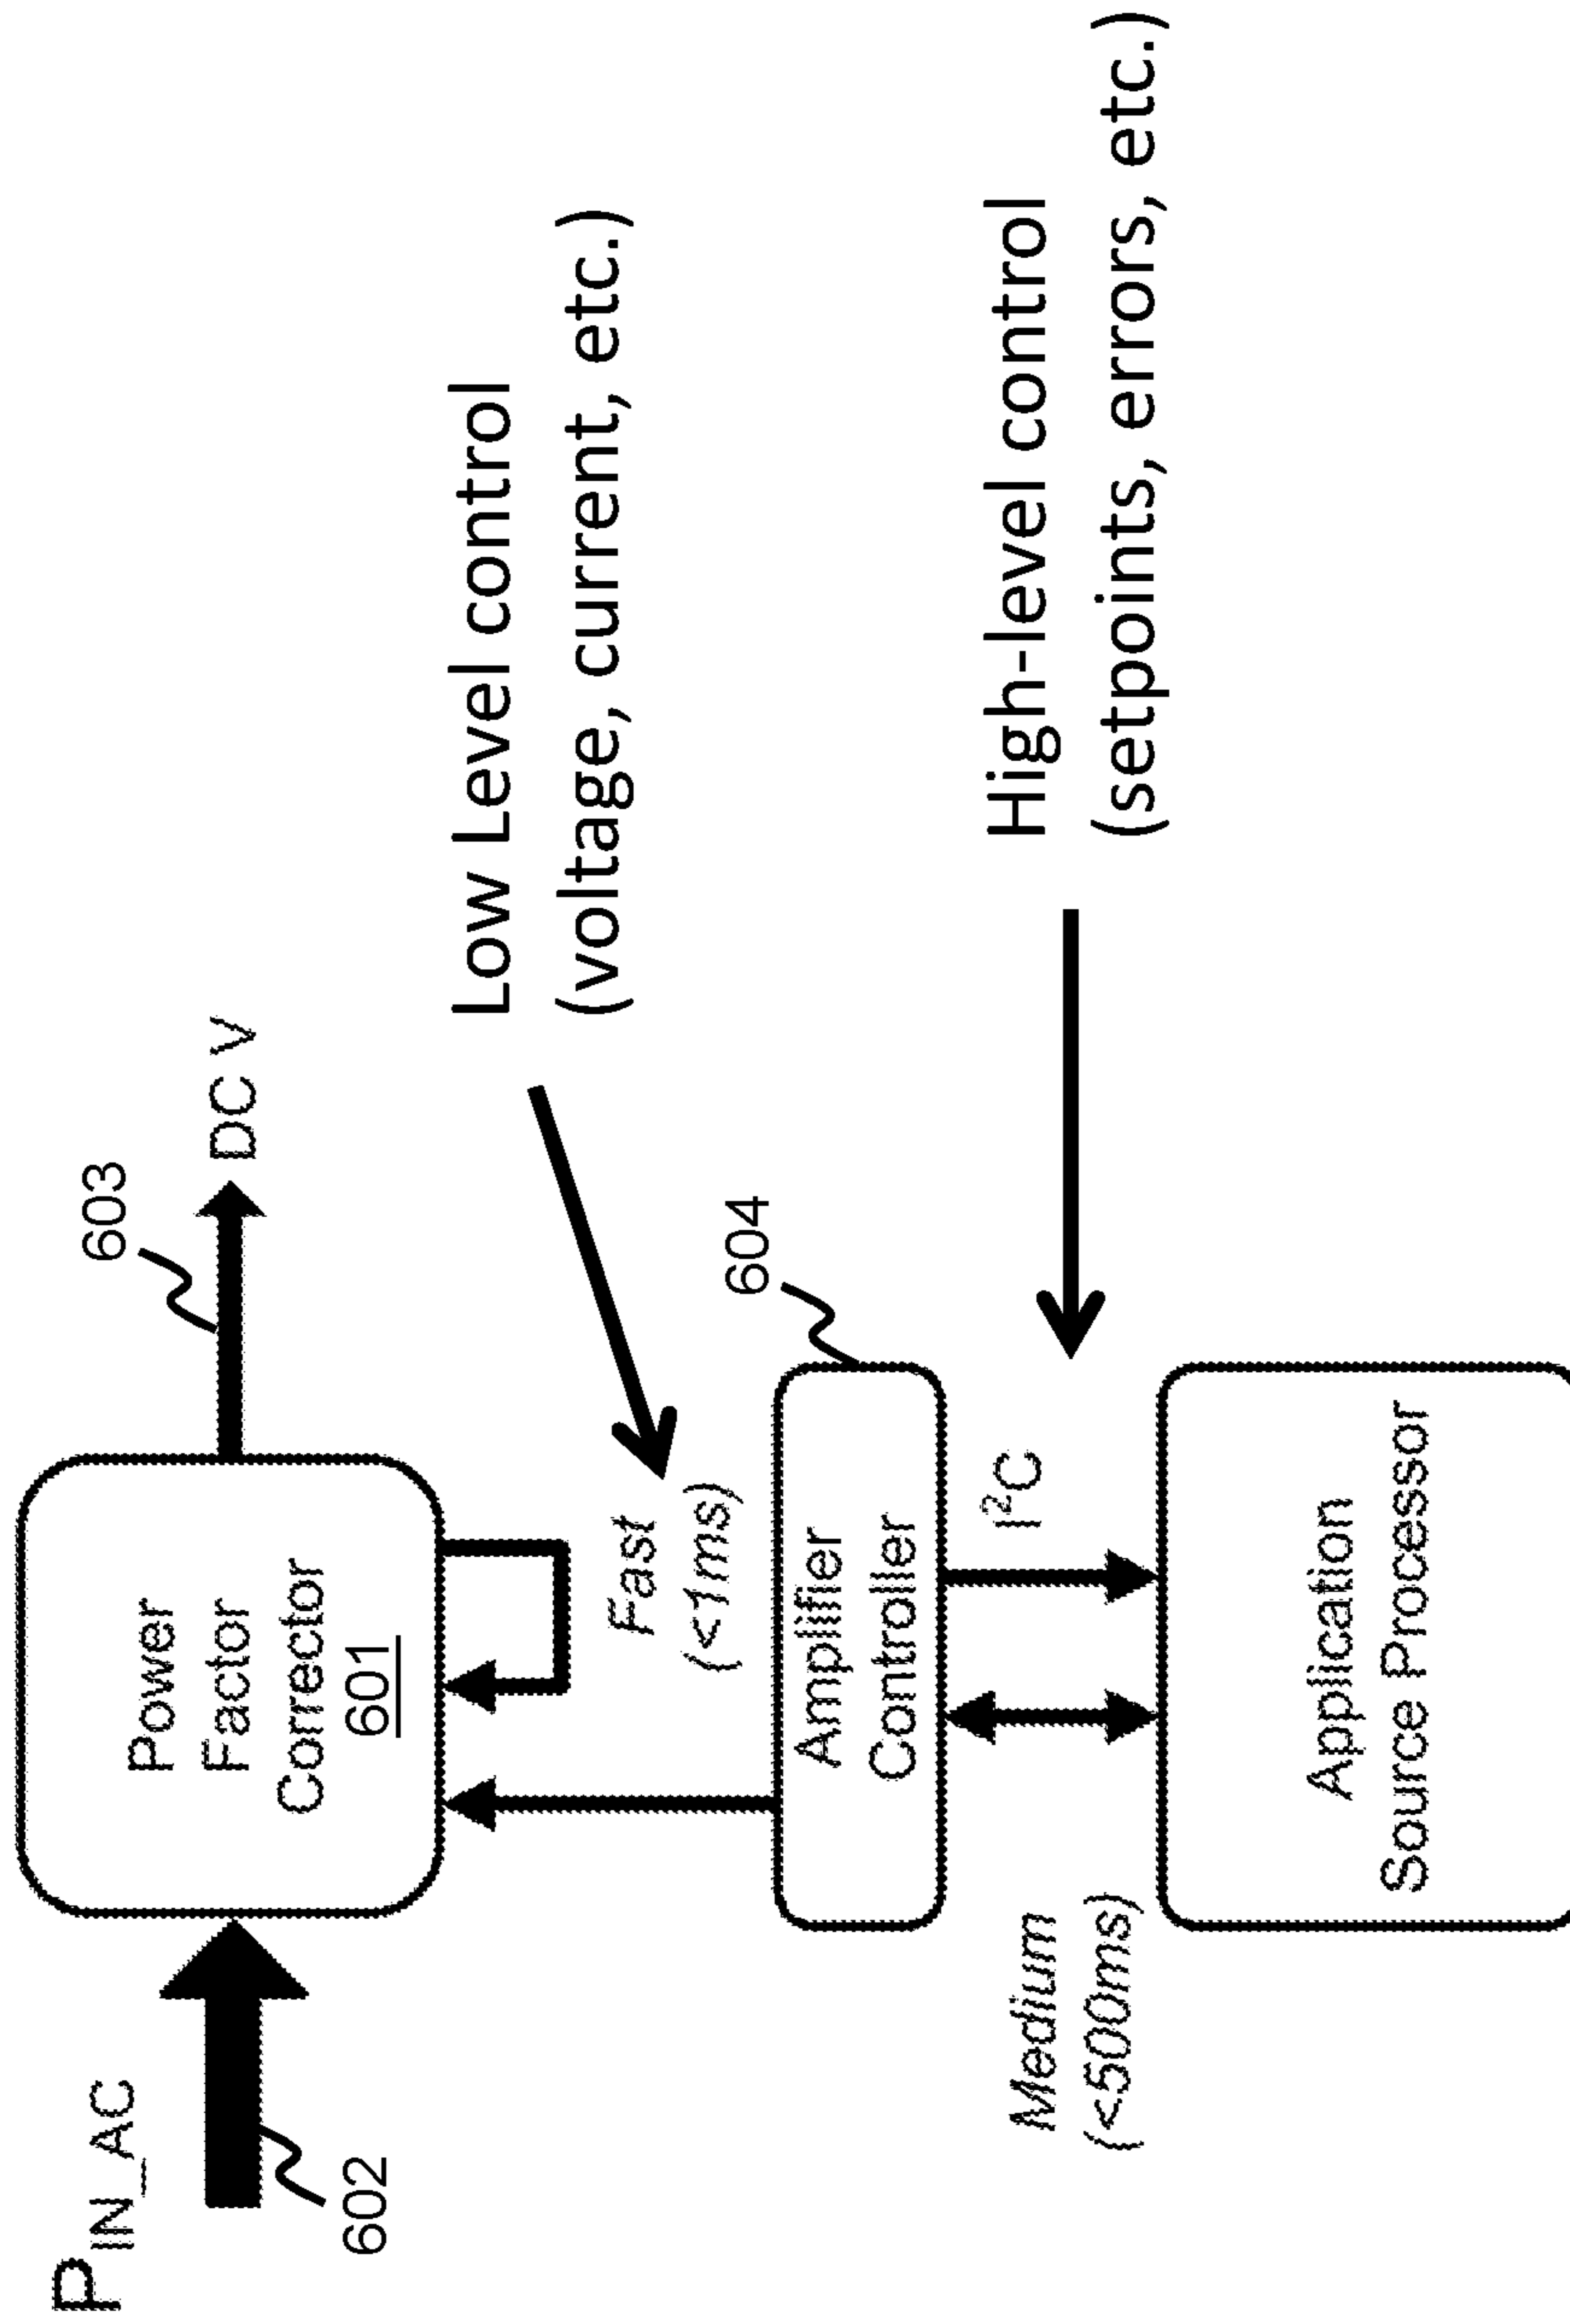 P_IN_AC
602
Power
Factor
Corrector
601
603
DC V
Low Level control
(voltage, current, etc.)
Fast
(<1ms)
604
Amplifier
Controller
Medium
(<500ms)
I²C
High-level control
(setpoints, errors, etc.)
Application
Source Processor